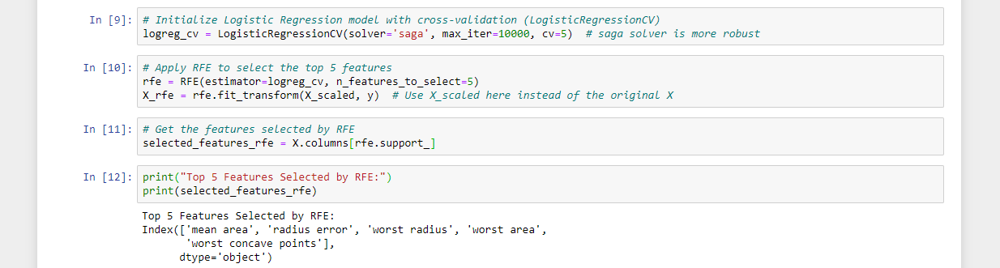 In [9]: # Initialize Logistic Regression model with cross-validation (LogisticRegressionCV)
logreg_cv = LogisticRegressionCV(solver='saga', max_iter=10000, cv=5)  # saga solver is more robust
In [10]: # Apply RFE to select the top 5 features
rfe = RFE(estimator=logreg_cv, n_features_to_select=5)
X_rfe = rfe.fit_transform(X_scaled, y)  # Use X_scaled here instead of the original X
In [11]: # Get the features selected by RFE
selected_features_rfe = X.columns[rfe.support_]
In [12]: print("Top 5 Features Selected by RFE:")
print(selected_features_rfe)
Top 5 Features Selected by RFE:
Index(['mean area', 'radius error', 'worst radius', 'worst area',
       'worst concave points'],
      dtype='object')